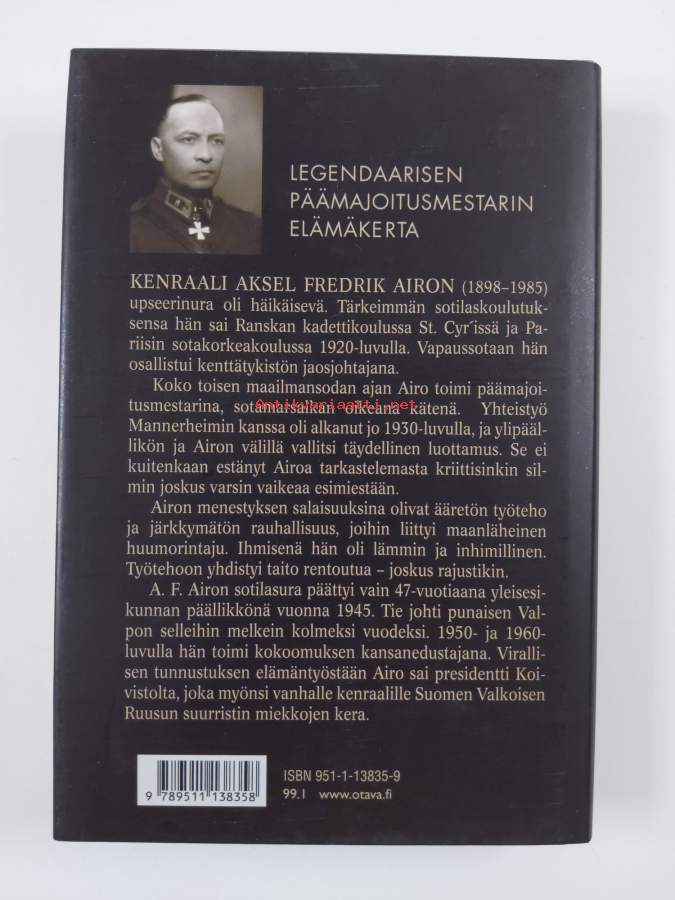 LEGENDAARISEN
PÄÄMAJOITUSMESTARIN
ELÄMÄKERTA
KENRAALI AKSEL FREDRIK AIRON (1898–1985)
upseerinura oli häikäisevä. Tärkeimmän sotilaskoulutuk-
sensa hän sai Ranskan kadettikoulussa St. Cyr´issä ja Pa-
riisin sotakorkeakoulussa 1920-luvulla. Vapaussotaan hän
osallistui kenttätykistön jaosjohtajana.
Koko toisen maailmansodan ajan Airo toimi päämajoi-
tusmestarina, sotamarsalkan oikeana kätenä. Yhteistyö
Antikvariaatti.net
Mannerheimin kanssa oli alkanut jo 1930-luvulla, ja ylipääl-
likön ja Airon välillä vallitsi täydellinen luottamus. Se ei
kuitenkaan estänyt Airoa tarkastelemasta kriittisinkin sil-
min joskus varsin vaikeaa esimiestään.
Airon menestyksen salaisuuksina olivat ääretön työteho
ja järkkymätön rauhallisuus, joihin liittyi maanläheinen
huumorintaju. Ihmisenä hän oli lämmin ja inhimillinen.
Työtehoon yhdistyi taito rentoutua – joskus rajustikin.
A. F. Airon sotilasura päättyi vain 47-vuotiaana yleisesi-
kunnan päällikkönä vuonna 1945. Tie johti punaisen Val-
pon selleihin melkein kolmeksi vuodeksi. 1950- ja 1960-
luvulla hän toimi kokoomuksen kansanedustajana. Viralli-
sen tunnustuksen elämäntyöstään Airo sai presidentti Koi-
vistolta, joka myönsi vanhalle kenraalille Suomen Valkoisen
Ruusun suurristin miekkojen kera.
ISBN 951-1-13835-9
99.1 www.otava.fi
9 789511 138358